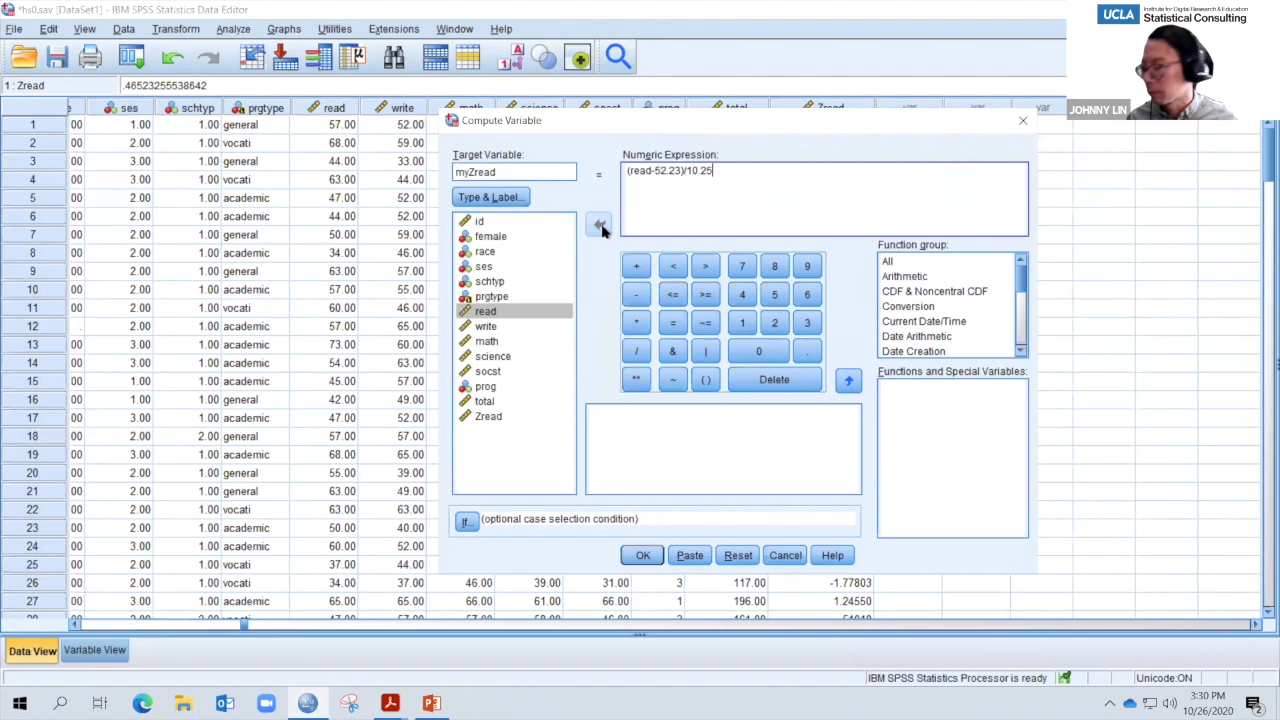 *hs0.sav [DataSet1] - IBM SPSS Statistics Data Editor
UCLA Institute for Digital Research & Education
Statistical Consulting
File Edit View Data Transform Graphs Analyze Utilities Extensions Window Help
JOHNNY LIN
1 : Zread .46523255538642
ses schtyp prgtype read write
1 00 1.00 1.00 general 57.00 52.00
2 00 2.00 1.00 vocati 68.00 59.00
3 00 3.00 1.00 general 44.00 33.00
4 00 3.00 1.00 vocati 63.00 44.00
5 00 2.00 1.00 academic 47.00 52.00
6 00 2.00 1.00 academic 44.00 52.00
7 00 2.00 1.00 general 50.00 59.00
8 00 2.00 1.00 academic 34.00 46.00
9 00 2.00 1.00 general 63.00 57.00
10 00 2.00 1.00 academic 57.00 55.00
11 00 2.00 1.00 vocati 60.00 46.00
12 . 2.00 1.00 academic 57.00 65.00
13 00 3.00 1.00 academic 73.00 60.00
14 00 3.00 1.00 academic 54.00 63.00
15 00 2.00 1.00 academic 45.00 57.00
16 00 1.00 1.00 general 42.00 49.00
17 00 3.00 1.00 academic 47.00 52.00
18 00 2.00 2.00 general 57.00 57.00
19 00 3.00 1.00 academic 68.00 65.00
20 00 2.00 1.00 general 55.00 39.00
21 00 2.00 1.00 general 63.00 49.00
22 00 2.00 1.00 vocati 63.00 63.00
23 00 2.00 1.00 academic 50.00 40.00
24 00 3.00 1.00 academic 60.00 52.00
25 00 2.00 1.00 vocati 37.00 44.00
26 00 2.00 1.00 vocati 34.00 37.00 46.00 39.00 31.00 3 117.00 -1.77803
27 00 3.00 1.00 academic 65.00 65.00 66.00 61.00 66.00 1 196.00 1.24550
Compute Variable
Target Variable:
myZread
=
Numeric Expression:
(read-52.23)/10.25
Type & Label...
id
female
race
ses
schtyp
prgtype
read
write
math
science
socst
prog
total
Zread
+ < > 7 8 9
- <= >= 4 5 6
* = ~= 1 2 3
/ & | 0 .
** ~ ( ) Delete
Function group:
All
Arithmetic
CDF & Noncentral CDF
Conversion
Current Date/Time
Date Arithmetic
Date Creation
Functions and Special Variables:
If... (optional case selection condition)
OK Paste Reset Cancel Help
Data View Variable View
IBM SPSS Statistics Processor is ready Unicode:ON
3:30 PM
10/26/2020
2